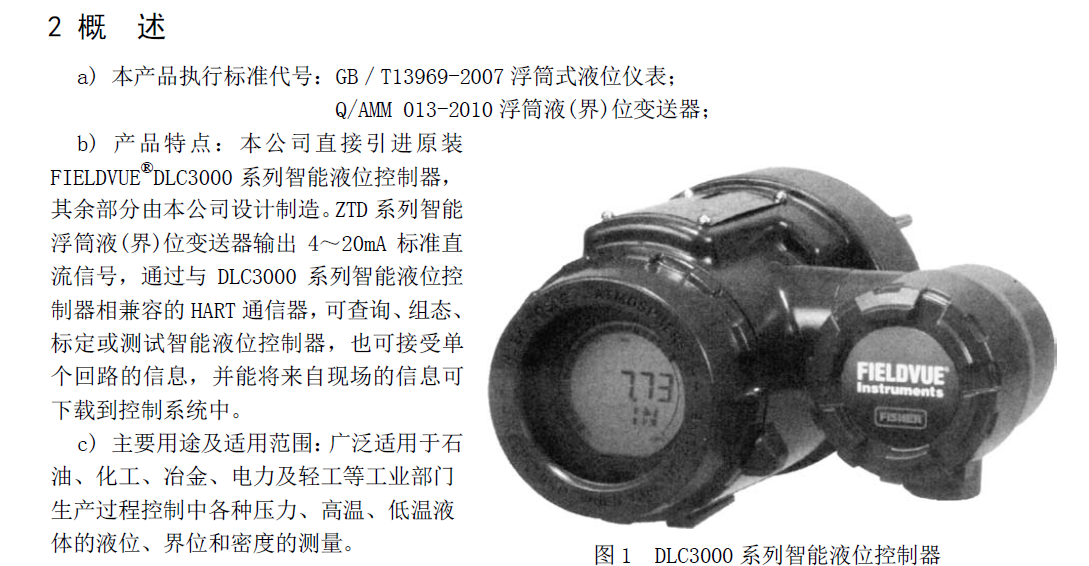 2 概 述
a) 本产品执行标准代号：GB／T13969-2007 浮筒式液位仪表；
Q/AMM 013-2010 浮筒液(界)位变送器；
b) 产品特点：本公司直接引进原装
FIELDVUE®DLC3000 系列智能液位控制器，
其余部分由本公司设计制造。ZTD 系列智能
浮筒液(界)位变送器输出 4～20mA 标准直
流信号，通过与 DLC3000 系列智能液位控
制器相兼容的 HART 通信器，可查询、组态、
标定或测试智能液位控制器，也可接受单
个回路的信息，并能将来自现场的信息可
下载到控制系统中。
c) 主要用途及适用范围：广泛适用于石
油、化工、冶金、电力及轻工等工业部门
生产过程控制中各种压力、高温、低温液
体的液位、界位和密度的测量。
7.73
IN
FIELDVUE®
Instruments
FISHER
图 1 DLC3000 系列智能液位控制器